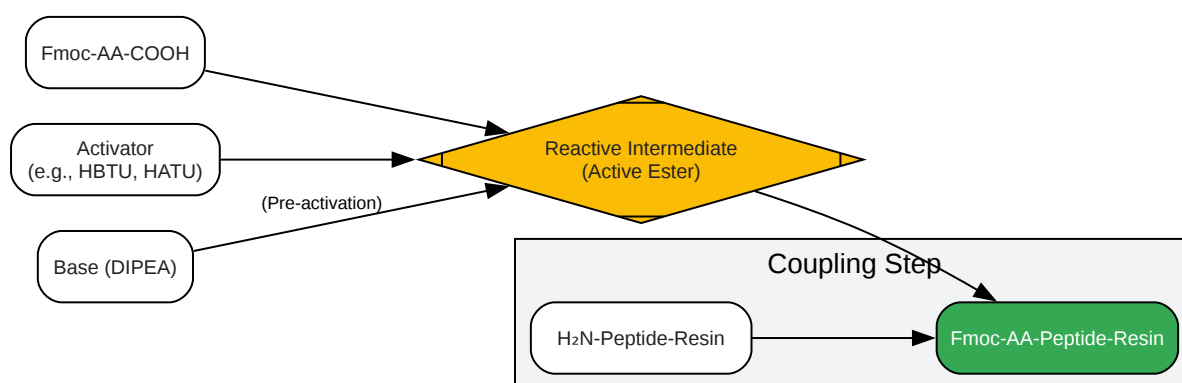 Fmoc-AA-COOH
Activator
(e.g., HBTU, HATU)
(Pre-activation)
Base (DIPEA)
Reactive Intermediate
(Active Ester)
Coupling Step
H₂N-Peptide-Resin
Fmoc-AA-Peptide-Resin